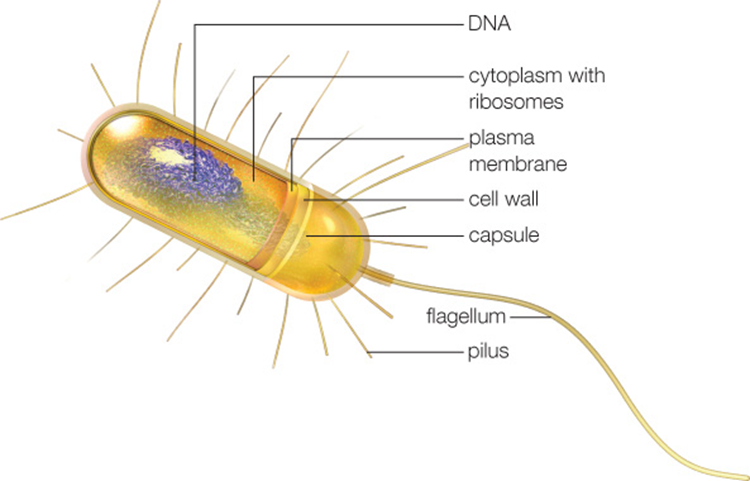 DNA
cytoplasm with
ribosomes
plasma
membrane
cell wall
capsule
flagellum
pilus